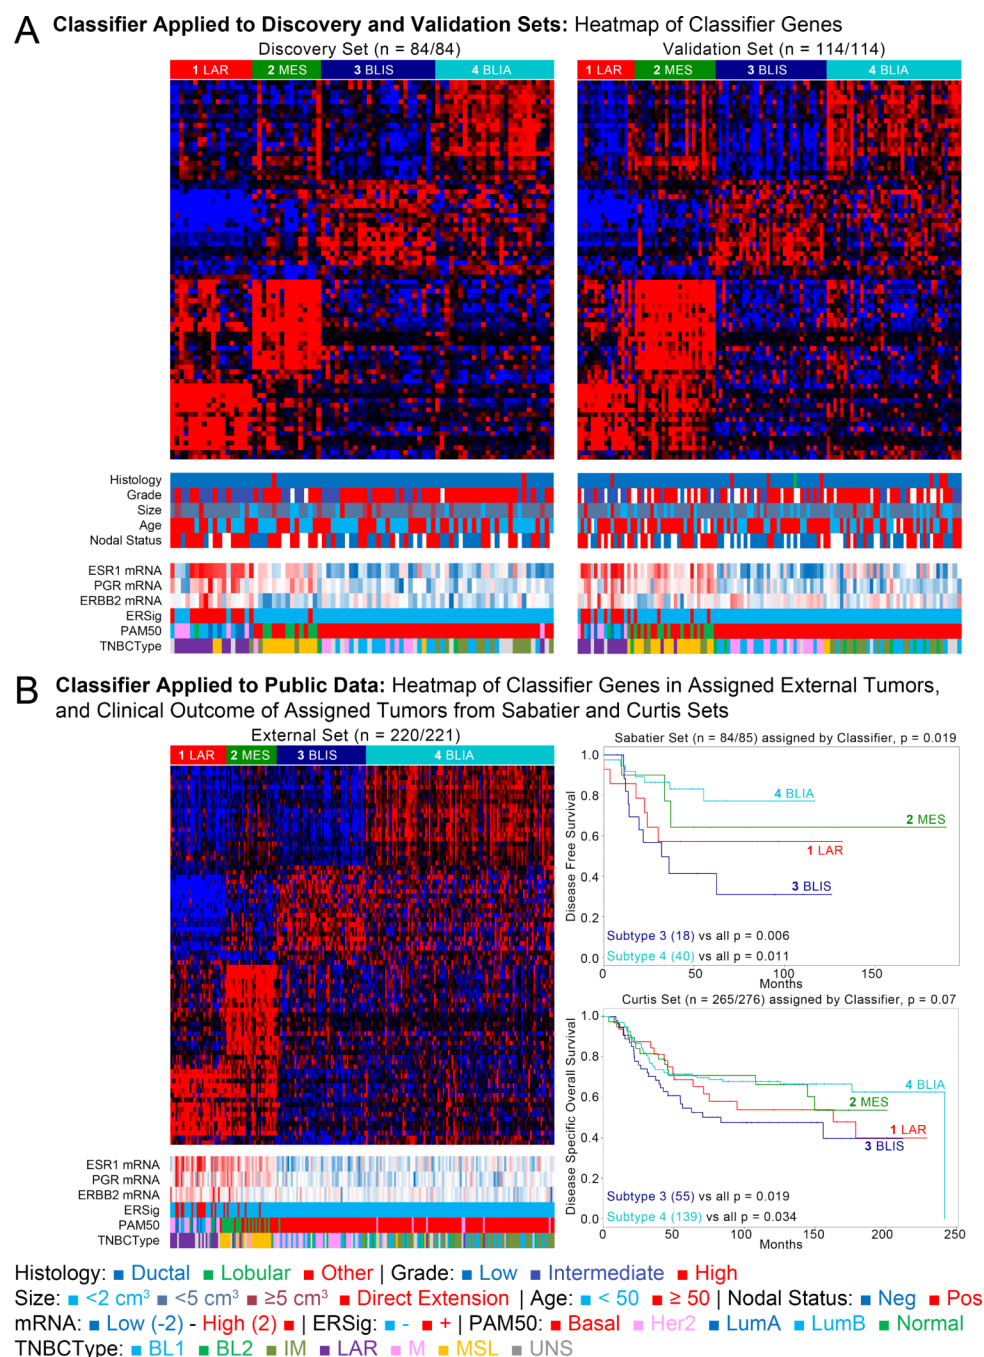 A Classifier Applied to Discovery and Validation Sets: Heatmap of Classifier Genes
Discovery Set (n = 84/84)
Validation Set (n = 114/114)
1 LAR 2 MES 3 BLIS 4 BLIA
1 LAR 2 MES 3 BLIS 4 BLIA
Histology
Grade
Size
Age
Nodal Status
ESR1 mRNA
PGR mRNA
ERBB2 mRNA
ERSig
PAM50
TNBCType
B Classifier Applied to Public Data: Heatmap of Classifier Genes in Assigned External Tumors,
and Clinical Outcome of Assigned Tumors from Sabatier and Curtis Sets
External Set (n = 220/221)
1 LAR 2 MES 3 BLIS 4 BLIA
ESR1 mRNA
PGR mRNA
ERBB2 mRNA
ERSig
PAM50
TNBCType
Sabatier Set (n = 84/85) assigned by Classifier, p = 0.019
Disease Free Survival
1.0
0.8
0.6
0.4
0.2
0.0
4 BLIA
2 MES
1 LAR
3 BLIS
Subtype 3 (18) vs all p = 0.006
Subtype 4 (40) vs all p = 0.011
0 50 100 150
Months
Curtis Set (n = 265/276) assigned by Classifier, p = 0.07
Disease Specific Overall Survival
1.0
0.8
0.6
0.4
0.2
0.0
4 BLIA
2 MES
1 LAR
3 BLIS
Subtype 3 (55) vs all p = 0.019
Subtype 4 (139) vs all p = 0.034
0 50 100 150 200 250
Months
Histology: ■ Ductal ■ Lobular ■ Other | Grade: ■ Low ■ Intermediate ■ High
Size: ■ <2 cm³ ■ <5 cm³ ■ ≥5 cm³ ■ Direct Extension | Age: ■ < 50 ■ ≥ 50 | Nodal Status: ■ Neg ■ Pos
mRNA: ■ Low (-2) - High (2) ■ | ERSig: ■ - ■ + | PAM50: ■ Basal ■ Her2 ■ LumA ■ LumB ■ Normal
TNBCType: ■ BL1 ■ BL2 ■ IM ■ LAR ■ M ■ MSL ■ UNS